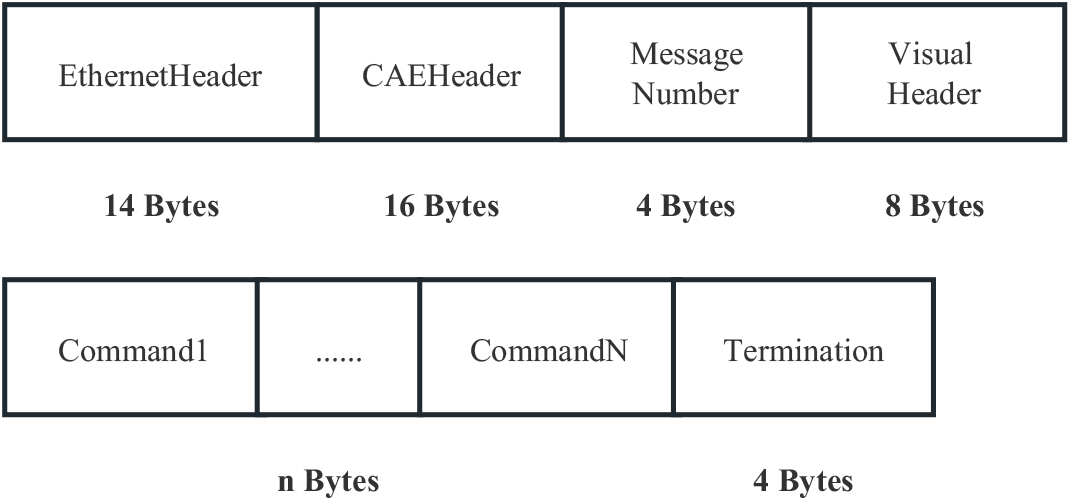 EthernetHeader
CAEHeader
Message
Number
Visual
Header
14 Bytes
16 Bytes
4 Bytes
8 Bytes
Command1
......
CommandN
Termination
n Bytes
4 Bytes